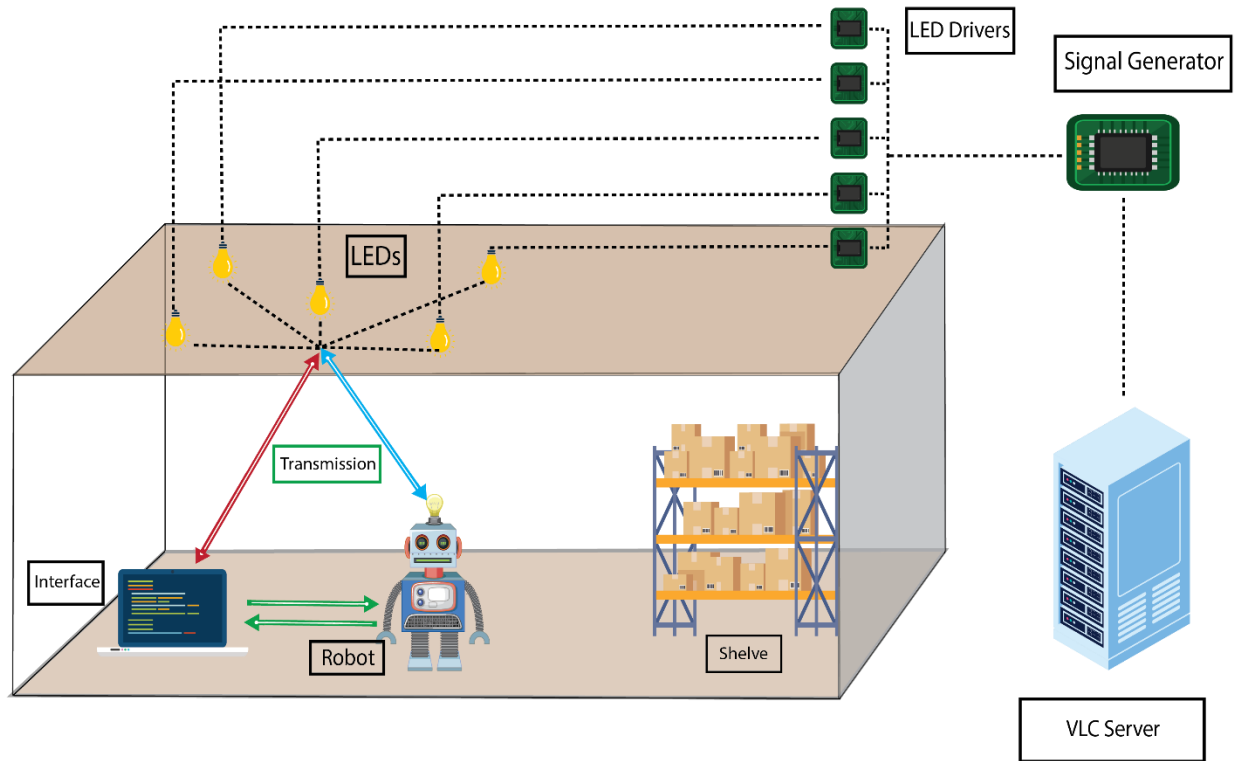 LED Drivers
Signal Generator
LEDs
Transmission
Interface
Robot
Shelve
VLC Server